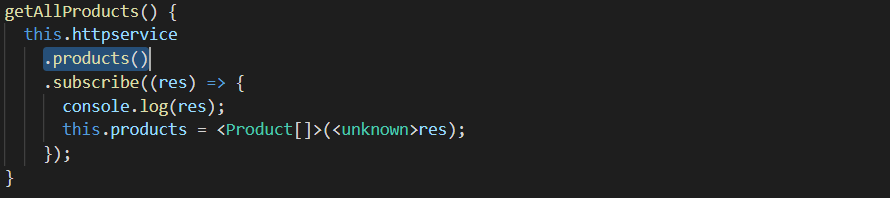 getAllProducts() {
this.httpservice
.products()
.subscribe((res) => {
console.log(res);
this.products = <Product[]>(<unknown>res);
});
}